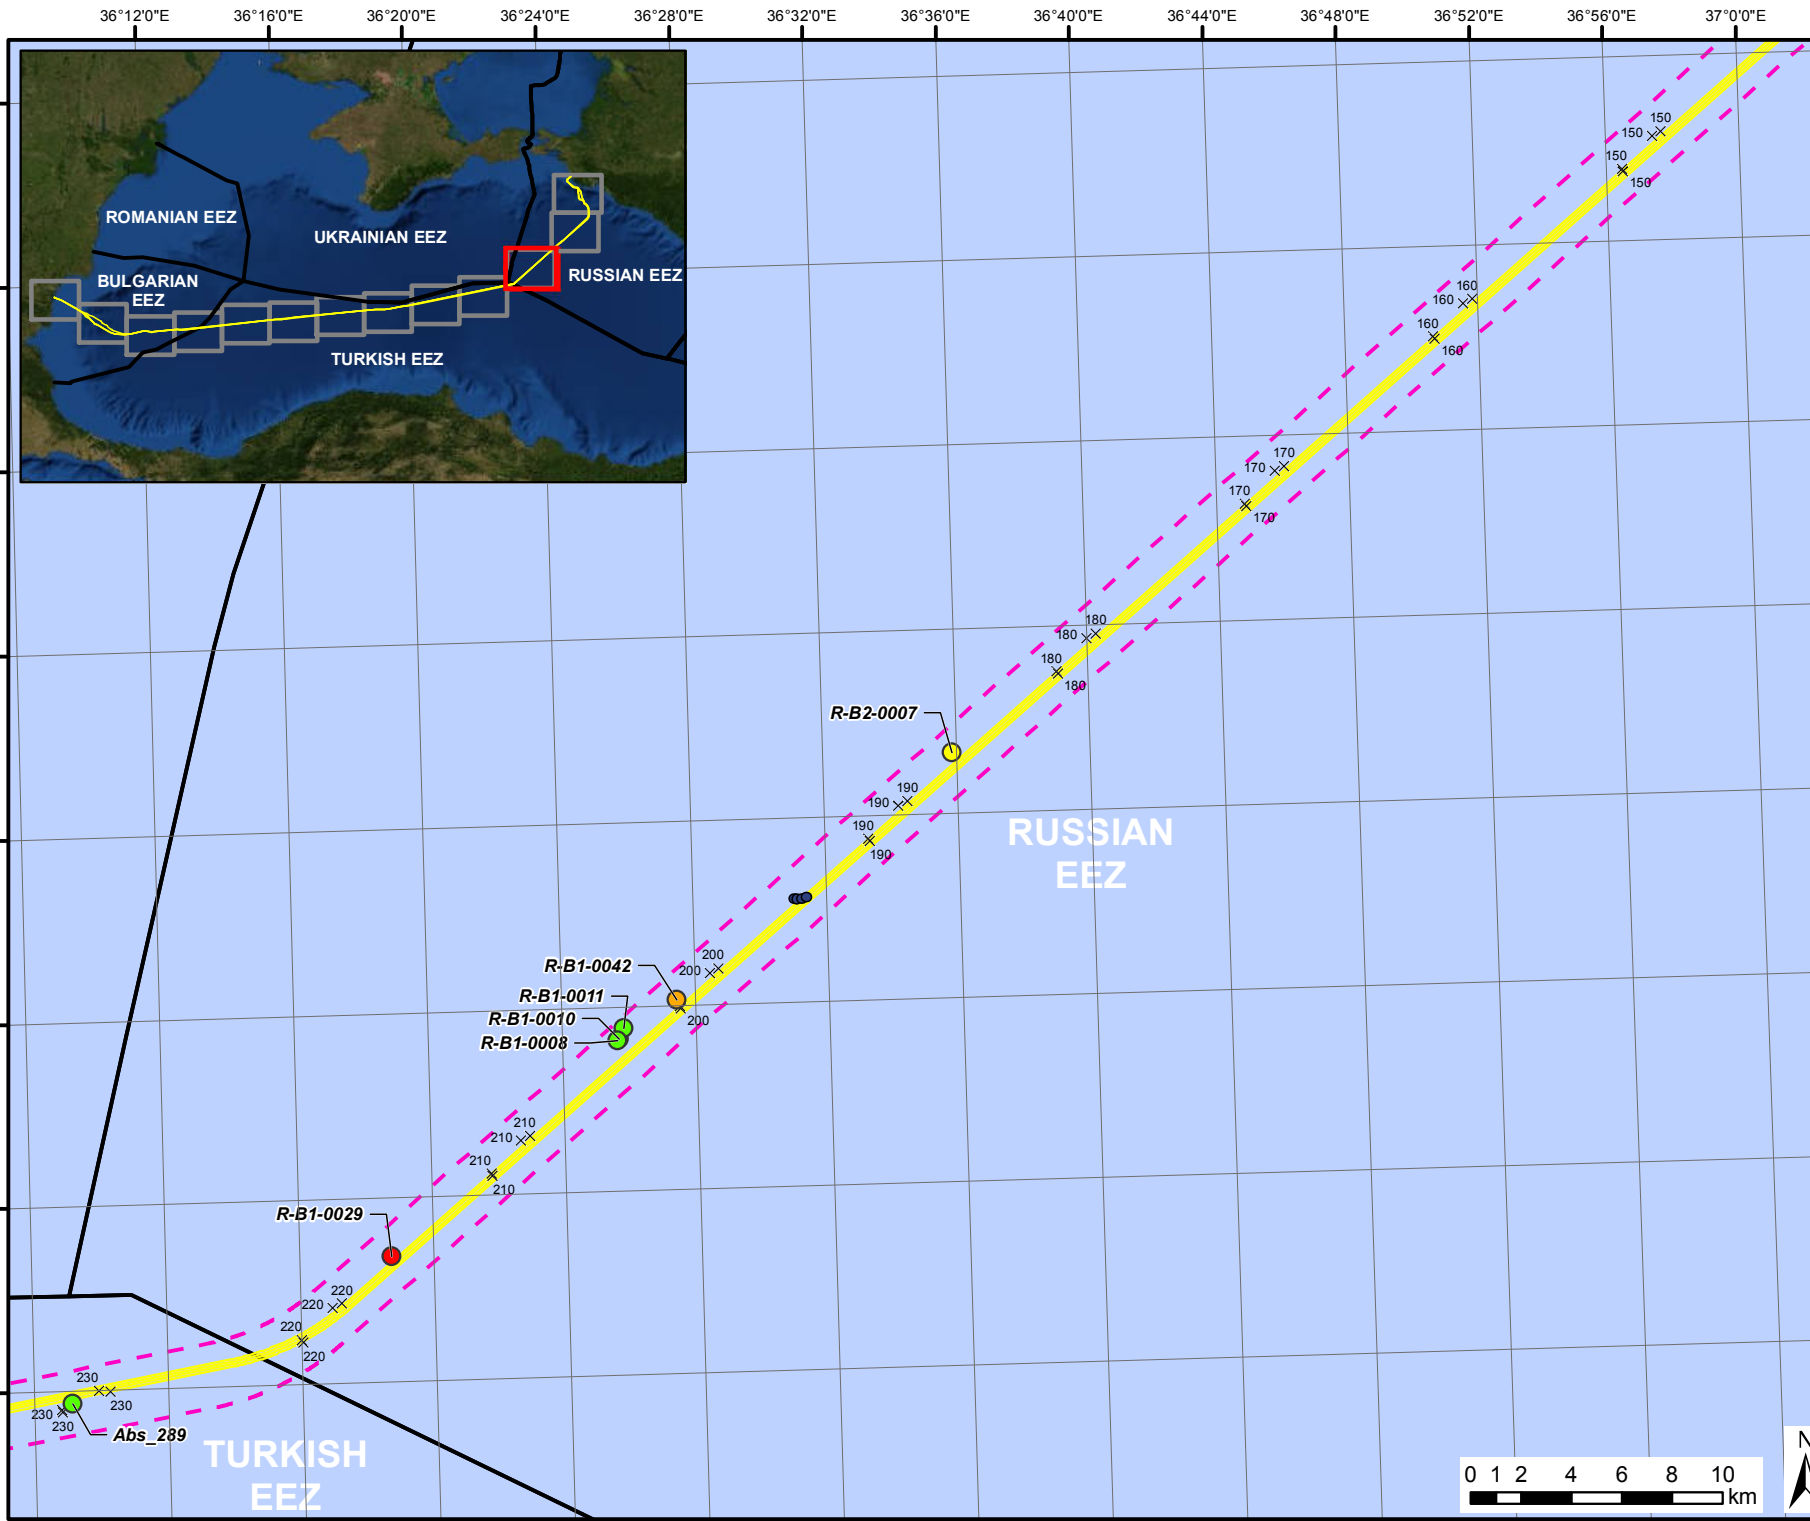 36°12'0"E 36°16'0"E 36°20'0"E 36°24'0"E 36°28'0"E 36°32'0"E 36°36'0"E 36°40'0"E 36°44'0"E 36°48'0"E 36°52'0"E 36°56'0"E 37°0'0"E
ROMANIAN EEZ
UKRAINIAN EEZ
BULGARIAN
EEZ
RUSSIAN EEZ
TURKISH EEZ
150
150
150
150
160
160
160
160
170
170
170
170
180
180
180
180
R-B2-0007
190
190
190
190
RUSSIAN
EEZ
R-B1-0042
200
200
R-B1-0011
R-B1-0010
200
R-B1-0008
210
210
210
210
R-B1-0029
220
220
220
220
230
230
230
230
Abs_289
TURKISH
EEZ
0 1 2 4 6 8 10
km
N